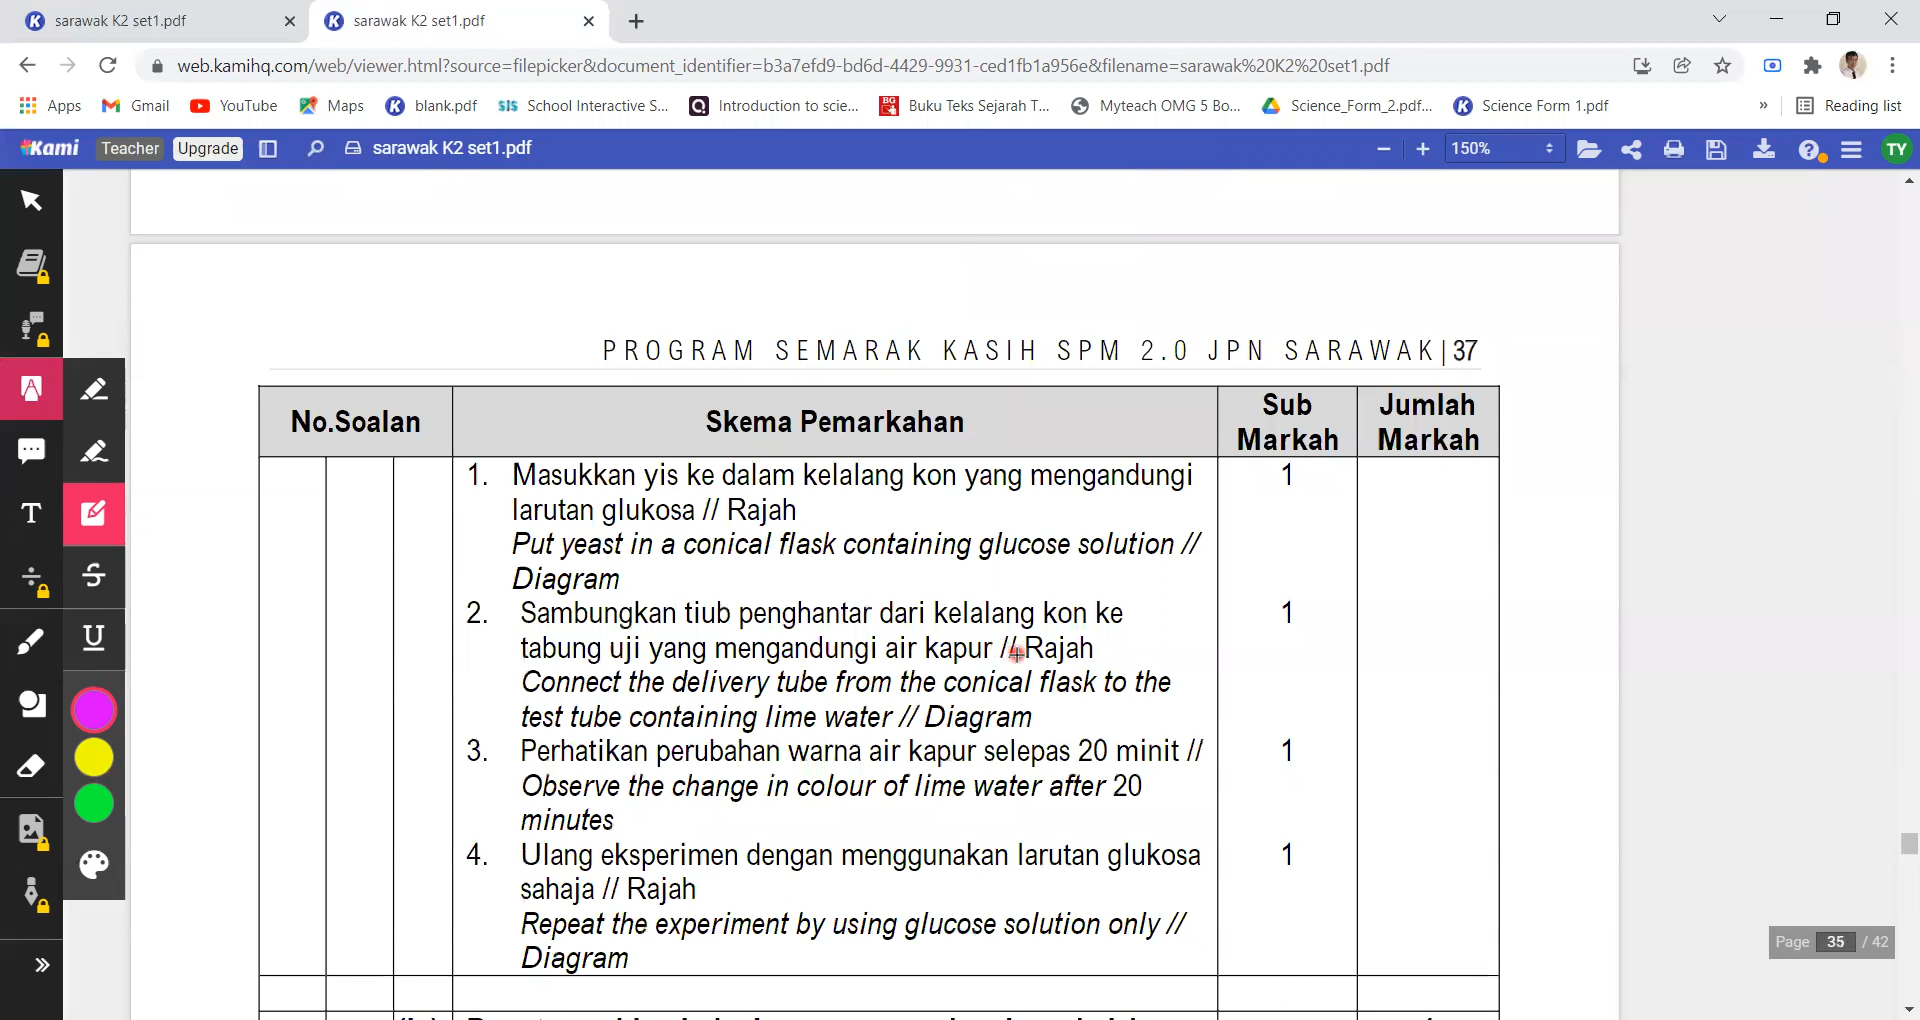 sarawak K2 set1.pdf
sarawak K2 set1.pdf
web.kamihq.com/web/viewer.html?source=filepicker&document_identifier=b3a7efd9-bd6d-4429-9931-ced1fb1a956e&filename=sarawak%20K2%20set1.pdf
Apps Gmail YouTube Maps blank.pdf SIS School Interactive S... Introduction to scie... BG Buku Teks Sejarah T... Myteach OMG 5 Bo... Science_Form_2.pdf... Science Form 1.pdf » Reading list
Kami Teacher Upgrade sarawak K2 set1.pdf 150% TY
PROGRAM SEMARAK KASIH SPM 2.0 JPN SARAWAK|37
No.Soalan Skema Pemarkahan Sub Markah Jumlah Markah
1. Masukkan yis ke dalam kelalang kon yang mengandungi 1
larutan glukosa // Rajah
Put yeast in a conical flask containing glucose solution //
Diagram
2. Sambungkan tiub penghantar dari kelalang kon ke 1
tabung uji yang mengandungi air kapur // Rajah
Connect the delivery tube from the conical flask to the
test tube containing lime water // Diagram
3. Perhatikan perubahan warna air kapur selepas 20 minit // 1
Observe the change in colour of lime water after 20
minutes
4. Ulang eksperimen dengan menggunakan larutan glukosa 1
sahaja // Rajah
Repeat the experiment by using glucose solution only //
Diagram
Page 35 / 42